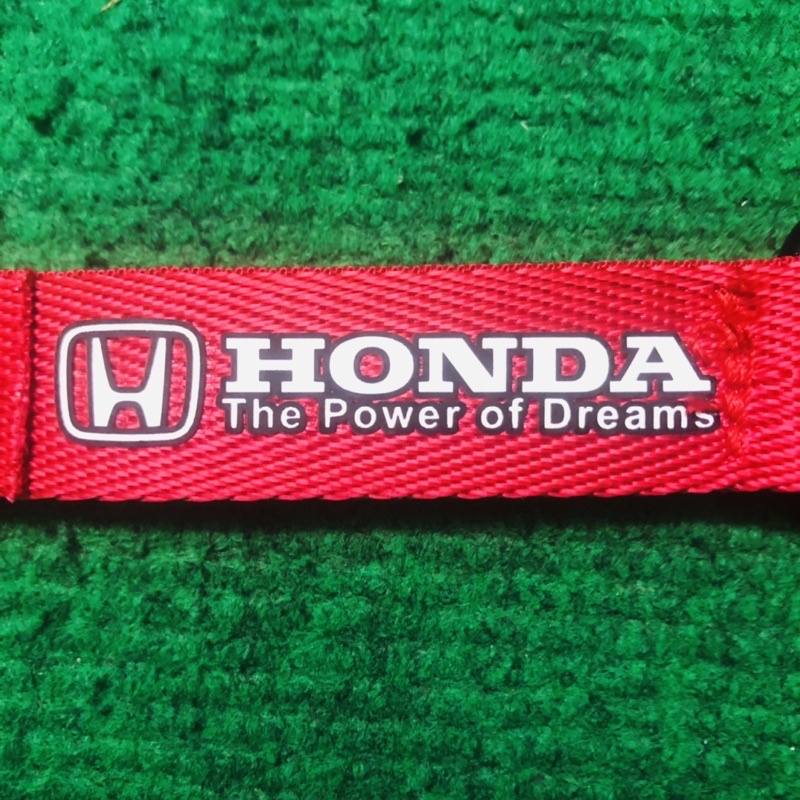 HONDA
The Power of Dreams